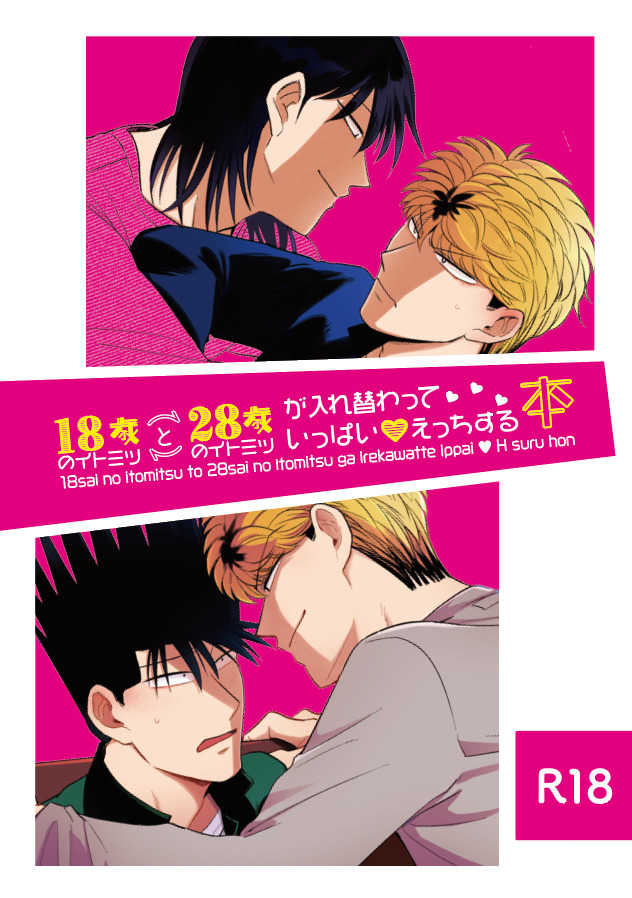 18歳と28歳が入れ替わって
のイトミツ のイトミツ いっぱい♥えっちする本
18sai no itomitsu to 28sai no itomitsu ga irekawatte ippai ♥ H suru hon
R18